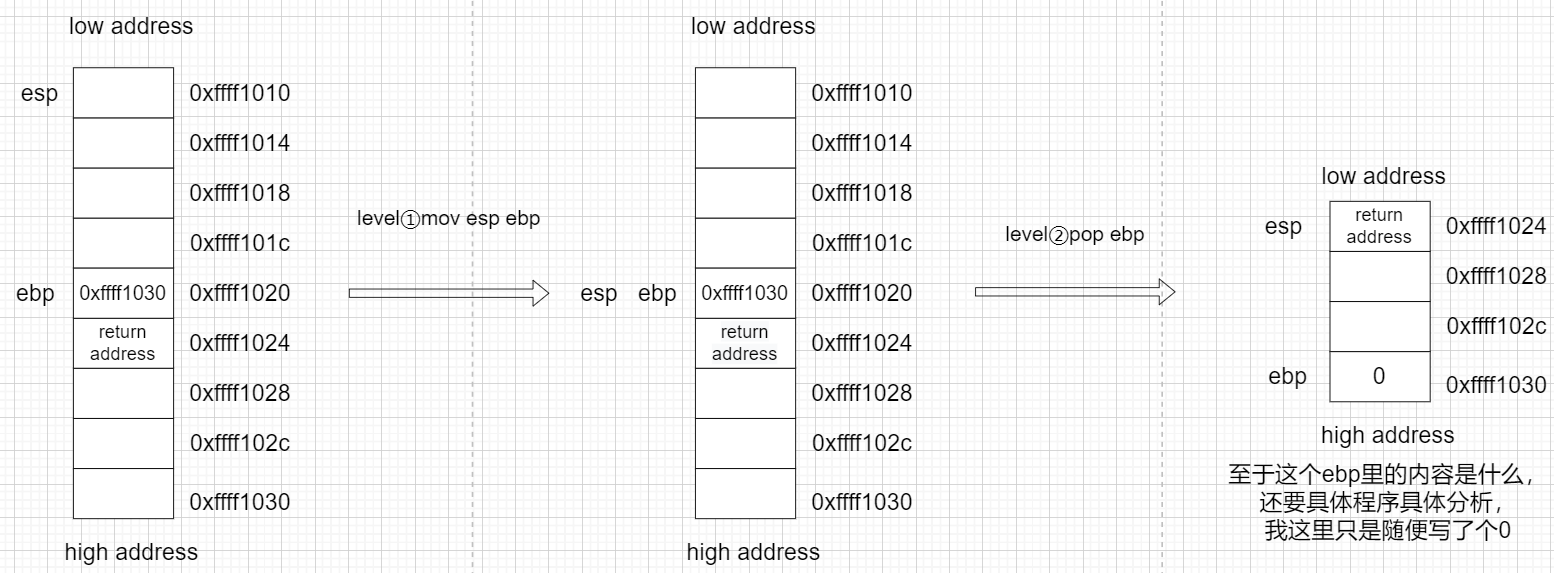 low address
esp 0xffff1010
0xffff1014
0xffff1018
0xffff101c
ebp 0xffff1030 0xffff1020
return
address
0xffff1024
0xffff1028
0xffff102c
0xffff1030
high address
level①mov esp ebp
low address
0xffff1010
0xffff1014
0xffff1018
0xffff101c
esp ebp 0xffff1030 0xffff1020
return
address
0xffff1024
0xffff1028
0xffff102c
0xffff1030
high address
level②pop ebp
low address
esp
return
address
0xffff1024
0xffff1028
0xffff102c
ebp 0 0xffff1030
high address
至于这个ebp里的内容是什么,
还要具体程序具体分析,
我这里只是随便写了个0